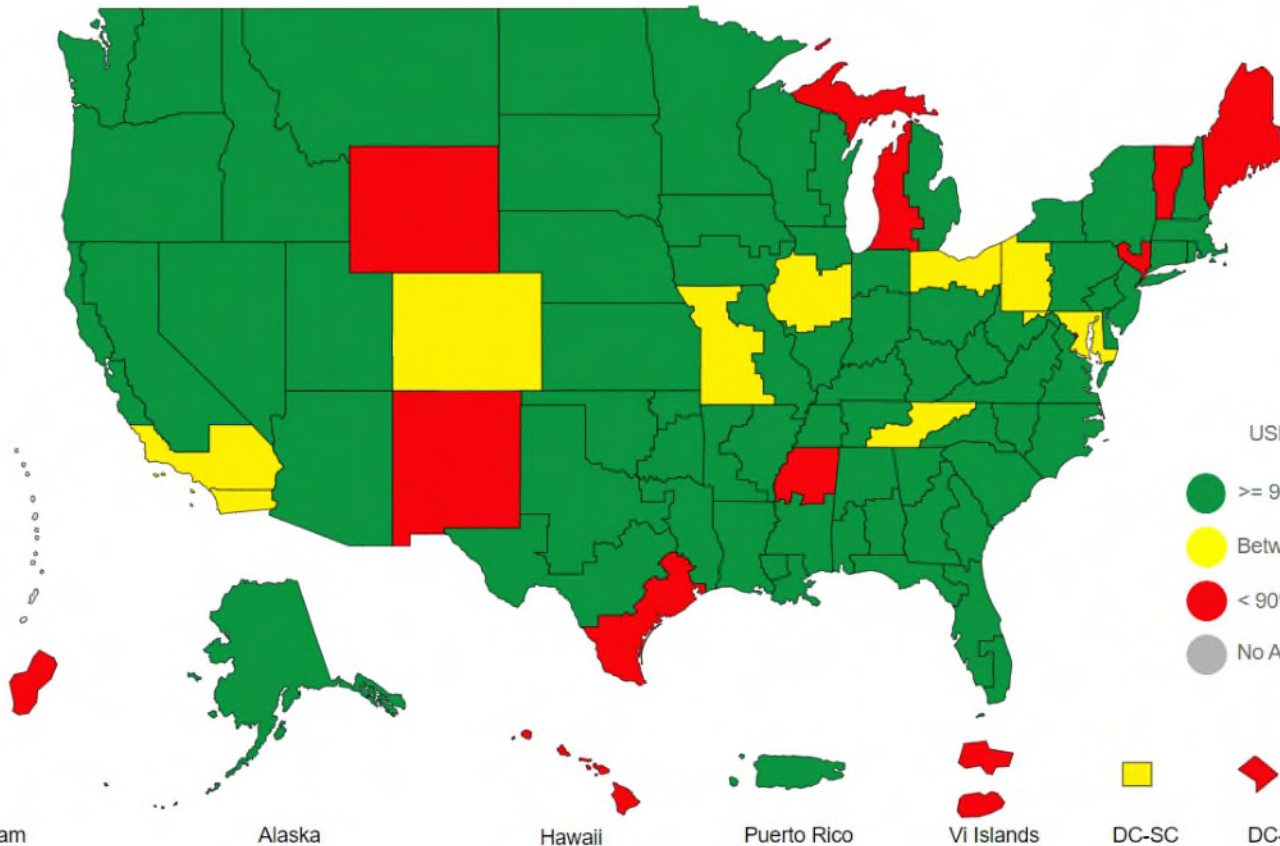 USI
>= 9
Betw
< 90
No A
am
Alaska
Hawaii
Puerto Rico
Vi Islands
DC-SC
DC-